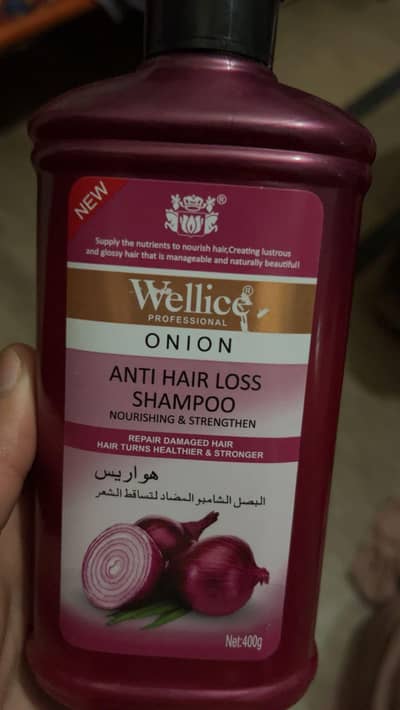 NEW
®
Supply the nutrients to nourish hair,Creating lustrous
and glossy hair that is manageable and naturally beautiful!
Wellice®
PROFESSIONAL
ONION
ANTI HAIR LOSS
SHAMPOO
NOURISHING & STRENGTHEN
REPAIR DAMAGED HAIR
HAIR TURNS HEALTHIER & STRONGER
هواريس
البصل الشامبو المضاد لتساقط الشعر
Net:400g